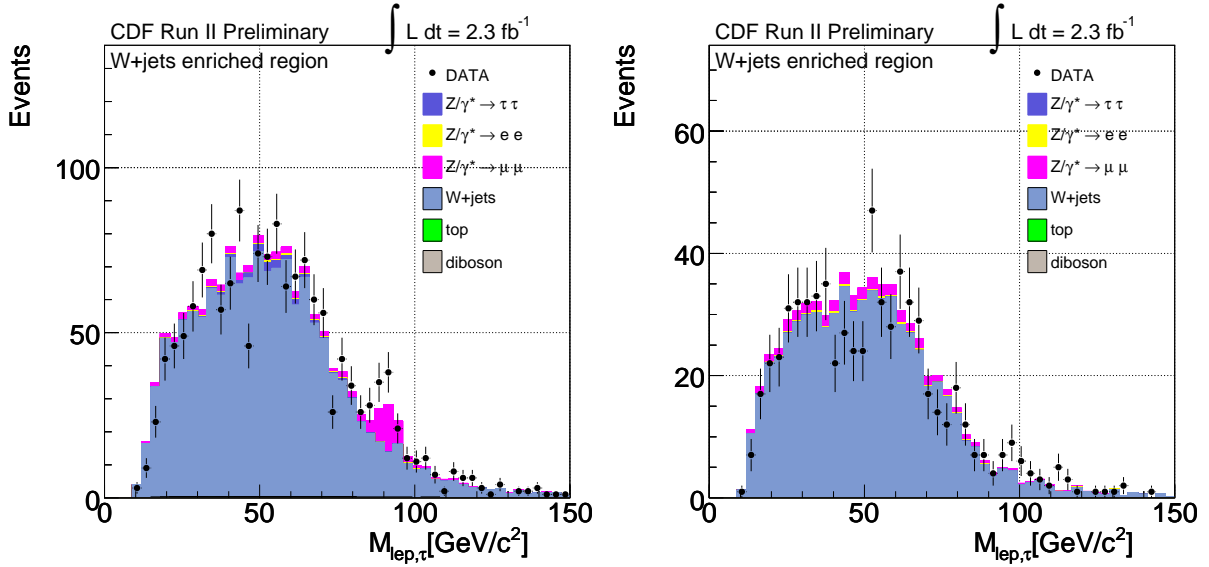 CDF Run II Preliminary
∫ L dt = 2.3 fb⁻¹
W+jets enriched region
DATA
Z/γ* → τ τ
Z/γ* → e e
Z/γ* → μ μ
W+jets
top
diboson
Events
100
50
0
0 50 100 150
M_lep,τ[GeV/c²]
CDF Run II Preliminary
∫ L dt = 2.3 fb⁻¹
W+jets enriched region
DATA
Z/γ* → τ τ
Z/γ* → e e
Z/γ* → μ μ
W+jets
top
diboson
Events
60
40
20
0
0 50 100 150
M_lep,τ[GeV/c²]